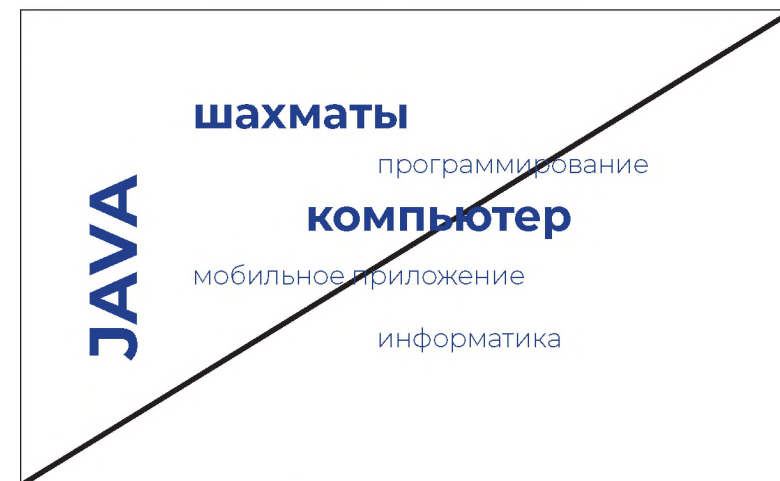 шахматы
программирование
JAVA
компьютер
мобильное приложение
информатика